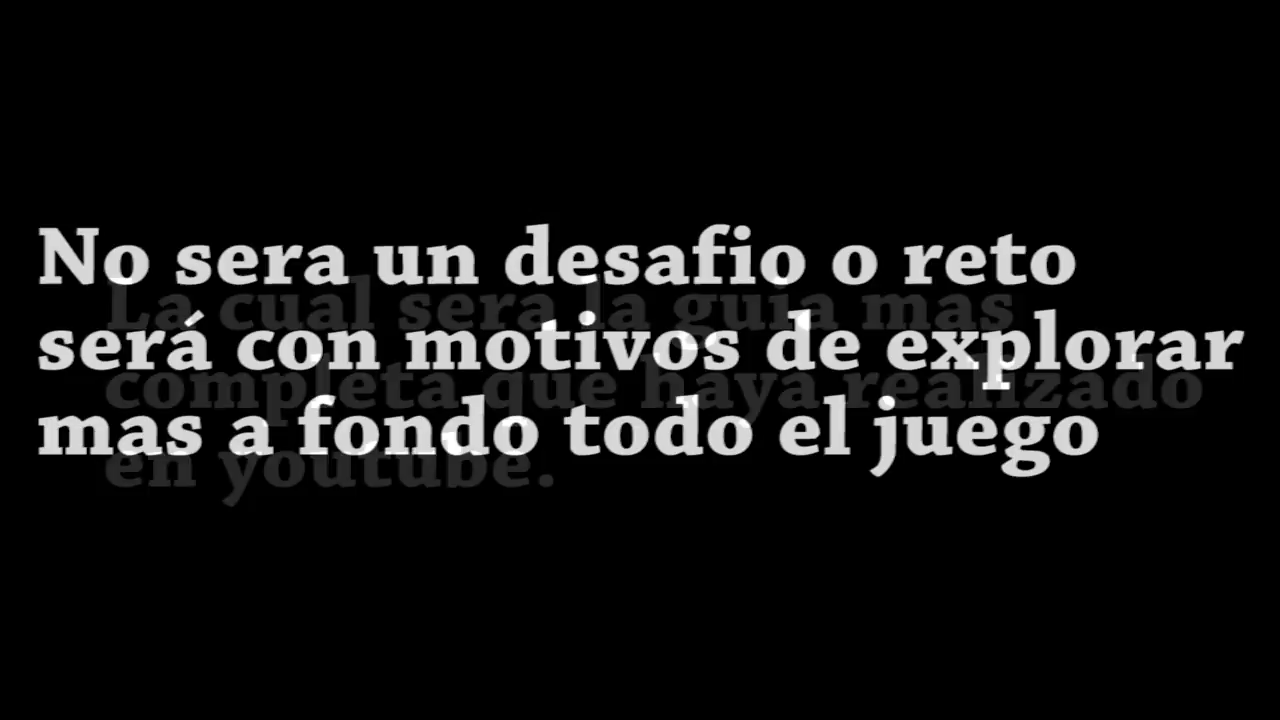 No sera un desafio o reto
será con motivos de explorar
mas a fondo todo el juego
La cual sera la guia mas
completa que haya realizado
en youtube.